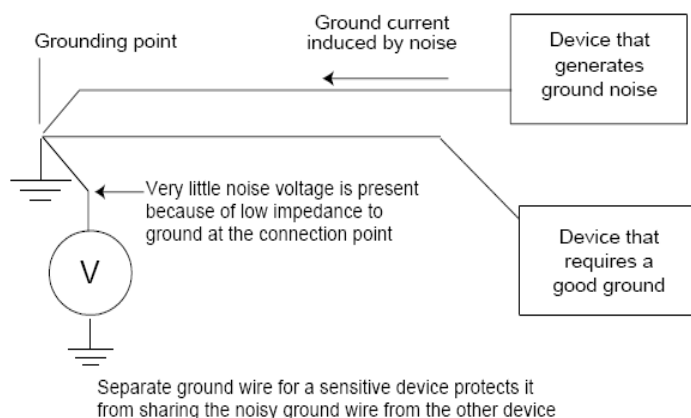 Grounding point
Ground current
induced by noise
Device that
generates
ground noise
Very little noise voltage is present
because of low impedance to
ground at the connection point
V
Device that
requires a
good ground
Separate ground wire for a sensitive device protects it
from sharing the noisy ground wire from the other device